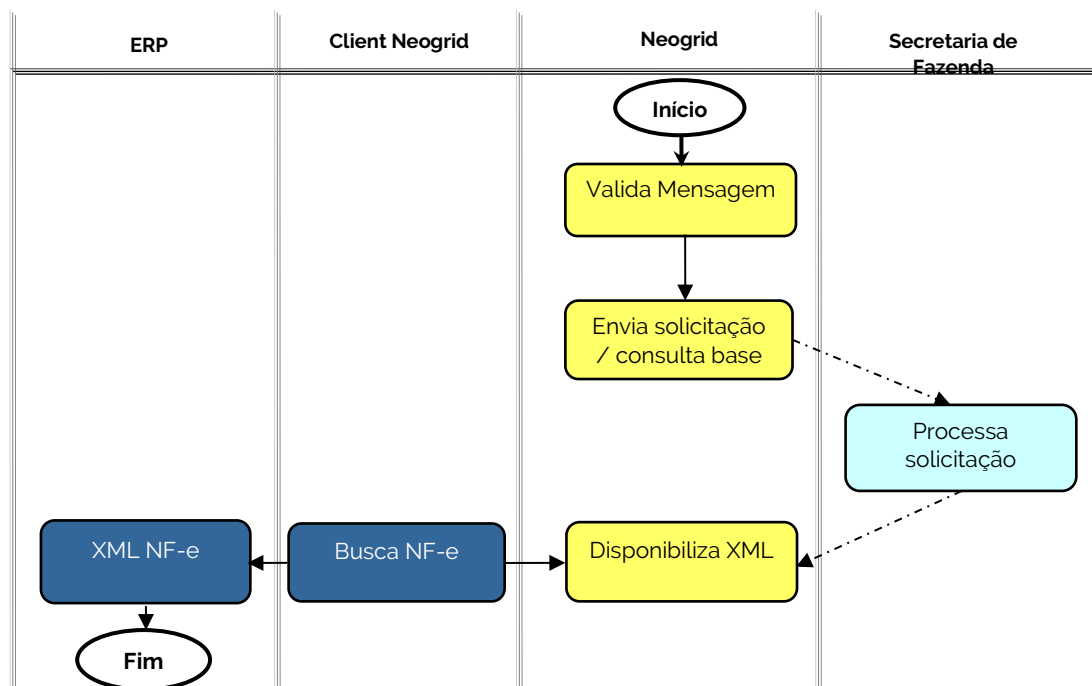 ERP
Client Neogrid
Neogrid
Secretaria de
Fazenda
Início
Valida Mensagem
Envia solicitação
/ consulta base
Processa
solicitação
XML NF-e
Busca NF-e
Disponibiliza XML
Fim